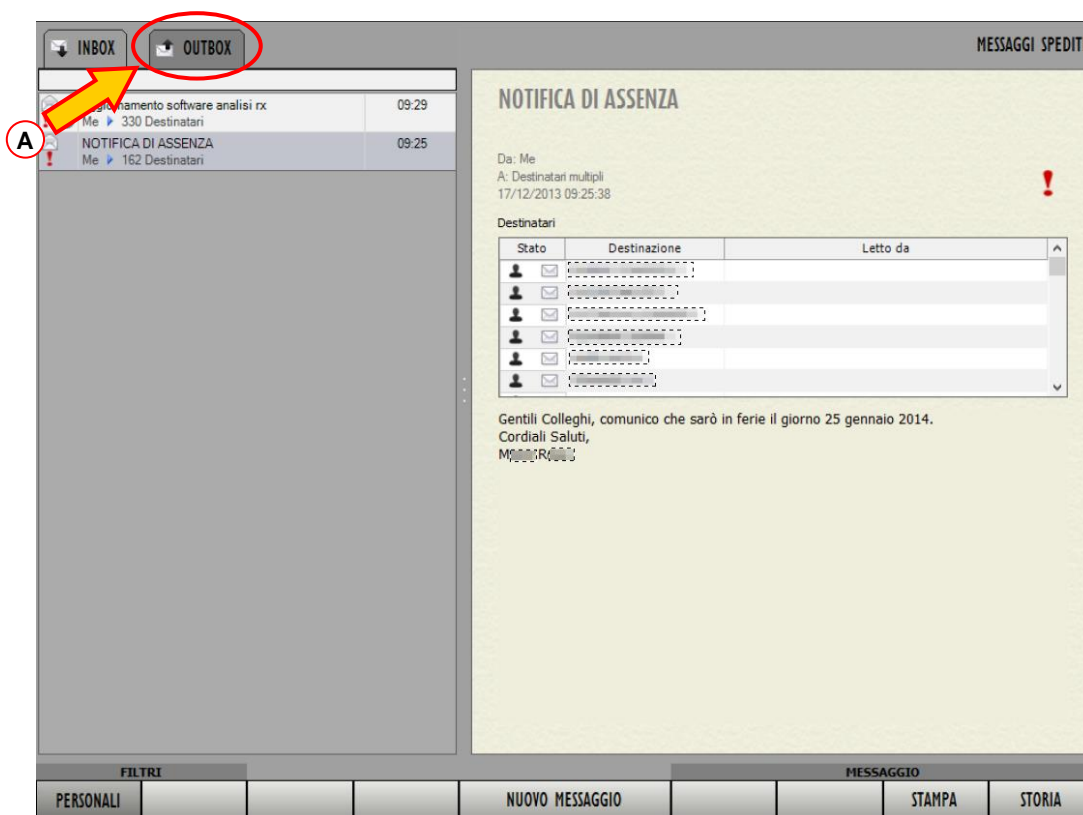 INBOX
OUTBOX
MESSAGGI SPEDIT
A
software analisi rx 09:29
Me 330 Destinatari
NOTIFICA DI ASSENZA 09:25
Me 162 Destinatari
NOTIFICA DI ASSENZA
Da: Me
A: Destinatari multipli
17/12/2013 09:25:38
Destinatari
Stato Destinazione Letto da
Gentili Colleghi, comunico che sarò in ferie il giorno 25 gennaio 2014.
Cordiali Saluti,
M R
FILTRI
MESSAGGIO
PERSONALI
NUOVO MESSAGGIO
STAMPA
STORIA